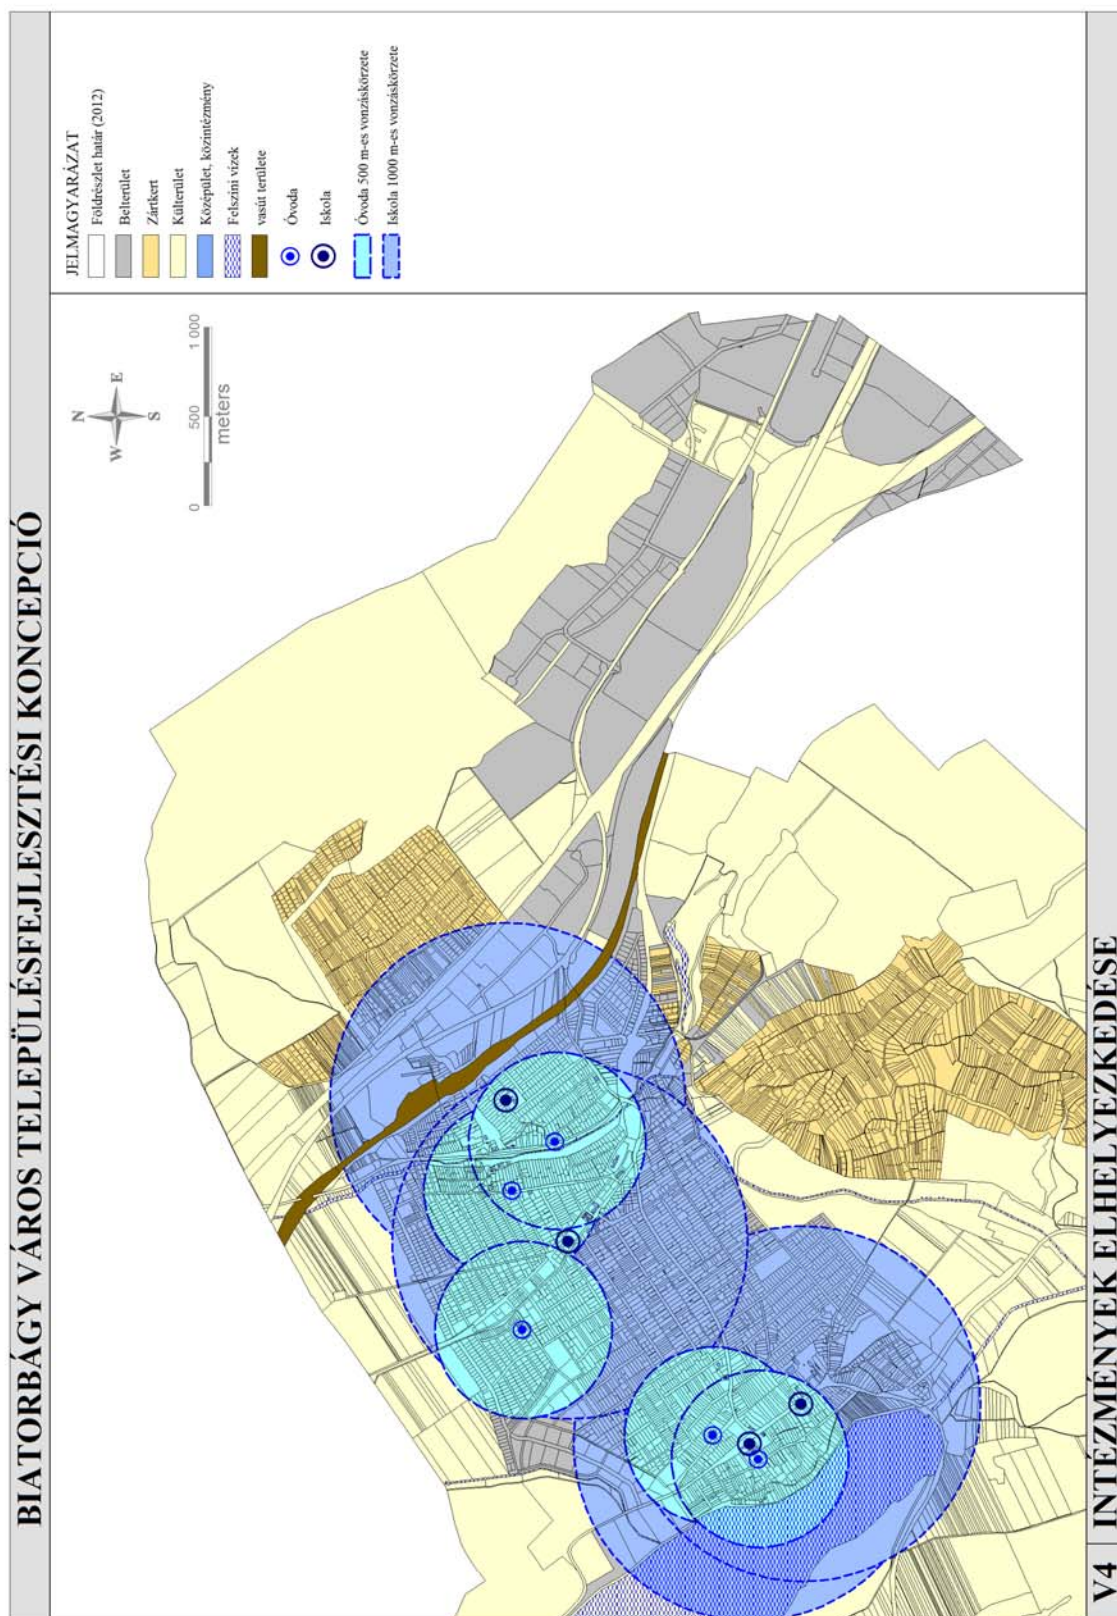 BIATORBÁGY VÁROS TELEPÜLÉSFEJLESZTÉSI KONCEPCIÓ
N
W
E
S
0
500
1 000
meters
JELMAGYARÁZAT
Földrészlet határ (2012)
Belterület
Zártkert
Külterület
Középület, közintézmény
Felszíni vizek
vasút területe
Óvoda
Iskola
Óvoda 500 m-es vonzáskörzete
Iskola 1000 m-es vonzáskörzete
V4
INTÉZMÉNYEK ELHELYEZKEDÉSE